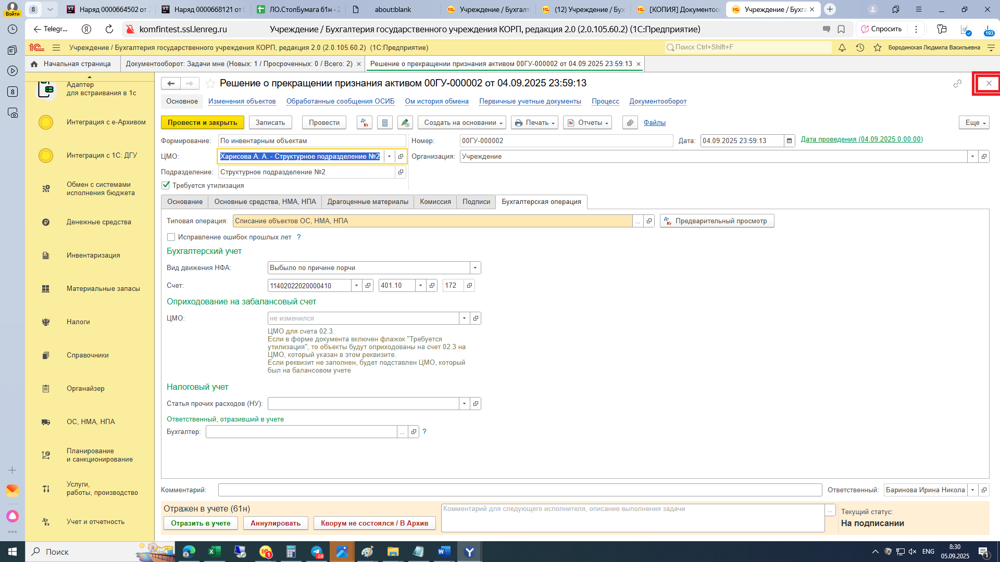 Войти
8
Наряд 0000664502 от 2
Наряд 0000668121 от 0
ЛО.СтопБумага 61н - 2
about:blank
Учреждение / Бухгалт
(12) Учреждение / Бух
[КОПИЯ] Документоо
Учреждение / Бухга
Telegr...
komfintest.ssl.lenreg.ru
Учреждение / Бухгалтерия государственного учреждения КОРП, редакция 2.0 (2.0.105.60.2) (1С:Предприятие)
Спросить
193
Учреждение / Бухгалтерия государственного учреждения КОРП, редакция 2.0 (2.0.105.60.2) (1С:Предприятие)
Поиск Ctrl+Shift+F
Бородинская Людмила Васильевна
Начальная страница
Документооборот: Задачи мне (Новых: 1 / Просроченных: 0 / Всего: 2)
Решение о прекращении признания активом 00ГУ-000002 от 04.09.2025 23:59:13
8
Адаптер
для встраивания в 1с
Интеграция с е-Архивом
Интеграция с 1С: ДГУ
Обмен с системами
исполнения бюджета
Денежные средства
Инвентаризация
Материальные запасы
Налоги
Справочники
Органайзер
ОС, НМА, НПА
Планирование
и санкционирование
Услуги,
работы, производство
Учет и отчетность
Решение о прекращении признания активом 00ГУ-000002 от 04.09.2025 23:59:13
Основное
Изменения объектов
Обработанные сообщения ОСИБ
Ом история обмена
Первичные учетные документы
Процесс
Документооборот
Провести и закрыть
Записать
Провести
Дт
Кт
Создать на основании
Печать
Отчеты
Файлы
Еще
Формирование:
По инвентарным объектам
Номер:
00ГУ-000002
Дата:
04.09.2025 23:59:13
Дата проведения (04.09.2025 0:00:00)
ЦМО:
Харисова А. А. - Структурное подразделение №2
Организация:
Учреждение
Подразделение:
Структурное подразделение №2
Требуется утилизация
Основание
Основные средства, НМА, НПА
Драгоценные материалы
Комиссия
Подписи
Бухгалтерская операция
Типовая операция:
Списание объектов ОС, НМА, НПА
...
Дт
Кт
Предварительный просмотр
Исправление ошибок прошлых лет
?
Бухгалтерский учет
Вид движения НФА:
Выбыло по причине порчи
Счет:
11402022020000410
401.10
172
Оприходование на забалансовый счет
ЦМО:
не изменился
ЦМО для счета 02.3.
Если в форме документа включен флажок "Требуется
утилизация", то объекты будут оприходованы на счет 02.3 на
ЦМО, который указан в этом реквизите.
Если реквизит не заполнен, будет подставлен ЦМО, который
был на балансовом учете
Налоговый учет
Статья прочих расходов (НУ):
Ответственный, отразивший в учете
Бухгалтер:
...
?
Комментарий:
Ответственный:
Баринова Ирина Никола
Отражен в учете (61н)
Отразить в учете
Аннулировать
Кворум не состоялся / В Архив
Комментарий для следующего исполнителя, описание выполнения задачи
...
Текущий статус:
На подписании
Поиск
1
.08
ENG
8:30
05.09.2025
1